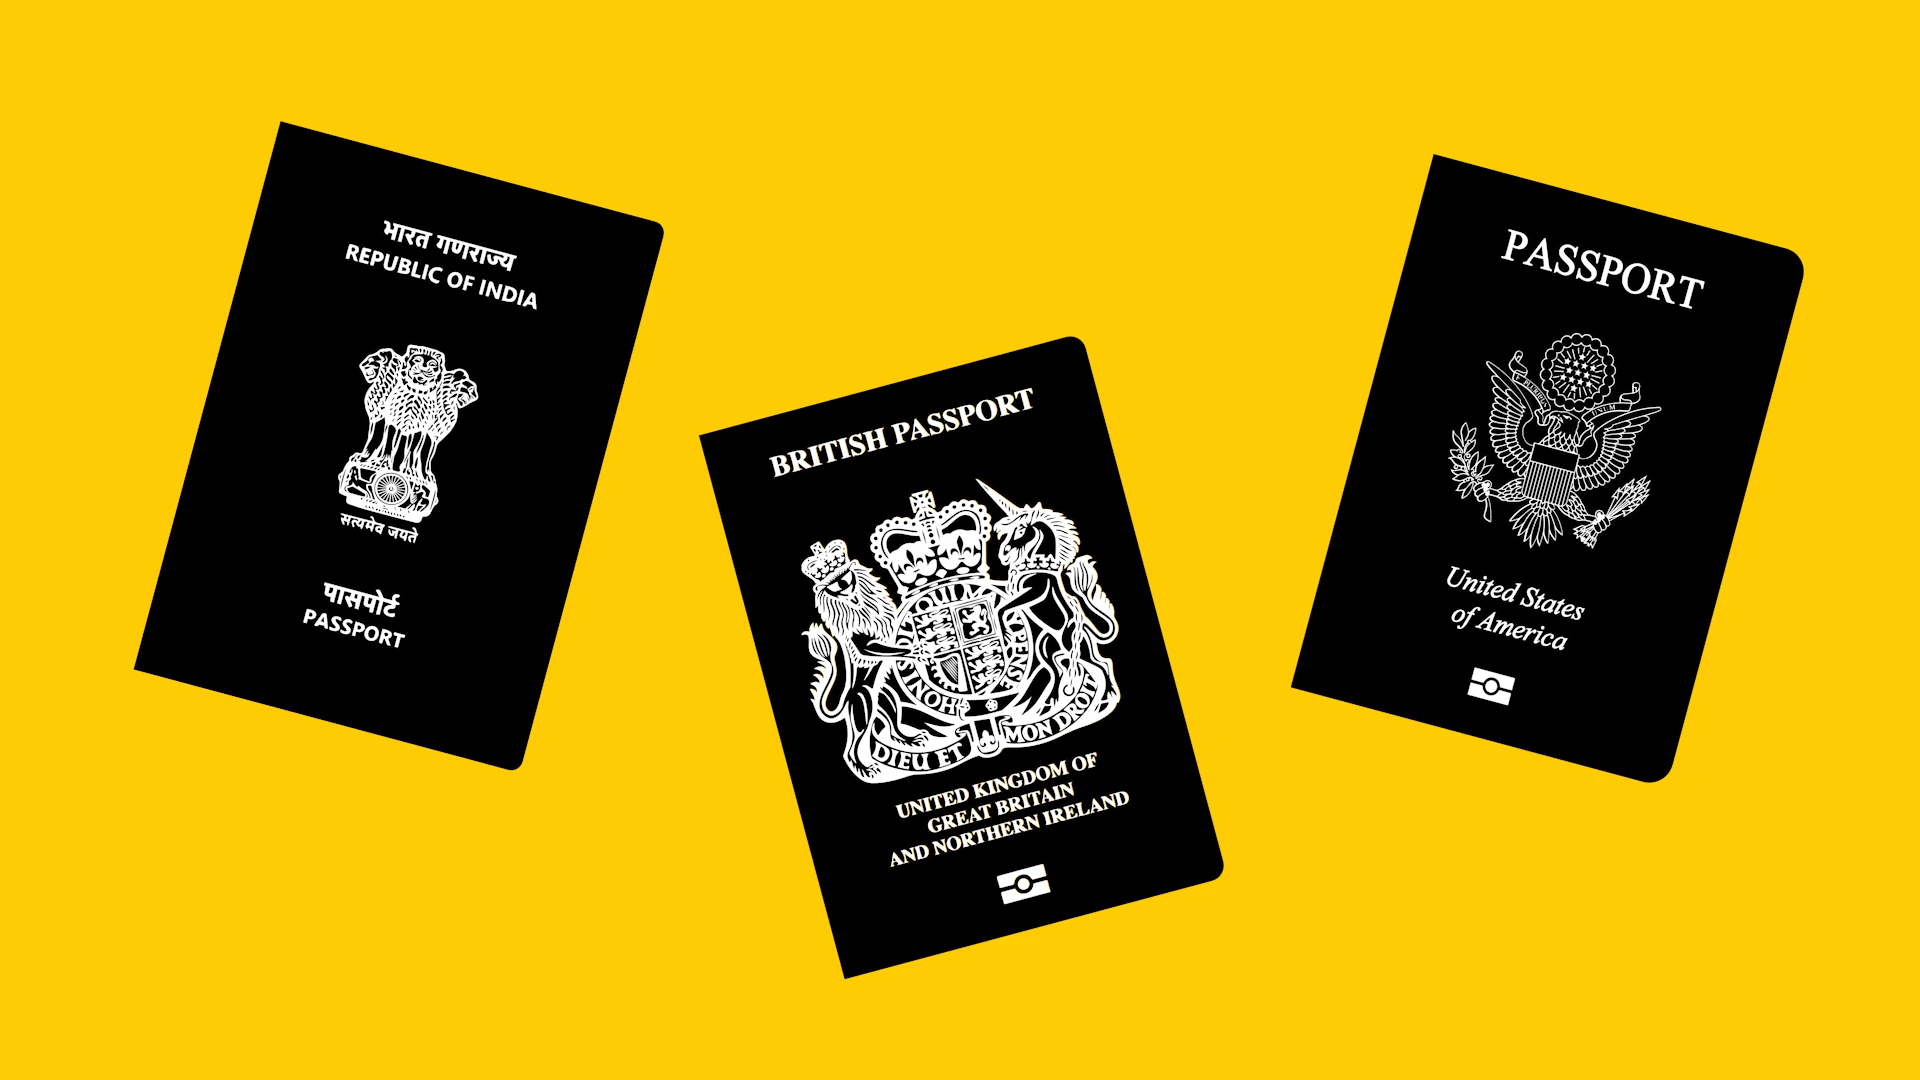 भारत गणराज्य
REPUBLIC OF INDIA
सत्यमेव जयते
पासपोर्ट
PASSPORT
BRITISH PASSPORT
DIEU ET MON DROIT
UNITED KINGDOM OF
GREAT BRITAIN
AND NORTHERN IRELAND
PASSPORT
United States
of America